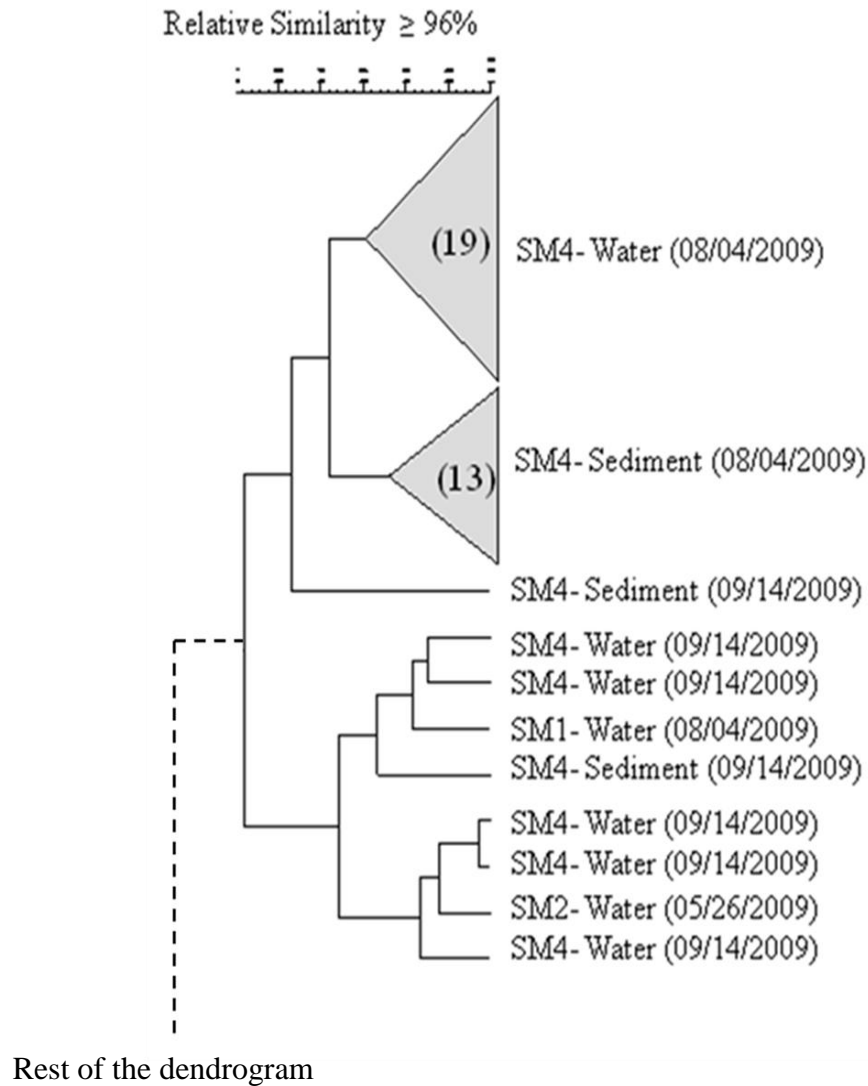 Relative Similarity ≥ 96%
(19)
SM4- Water (08/04/2009)
(13)
SM4- Sediment (08/04/2009)
SM4- Sediment (09/14/2009)
SM4- Water (09/14/2009)
SM4- Water (09/14/2009)
SM1- Water (08/04/2009)
SM4- Sediment (09/14/2009)
SM4- Water (09/14/2009)
SM4- Water (09/14/2009)
SM2- Water (05/26/2009)
SM4- Water (09/14/2009)
Rest of the dendrogram